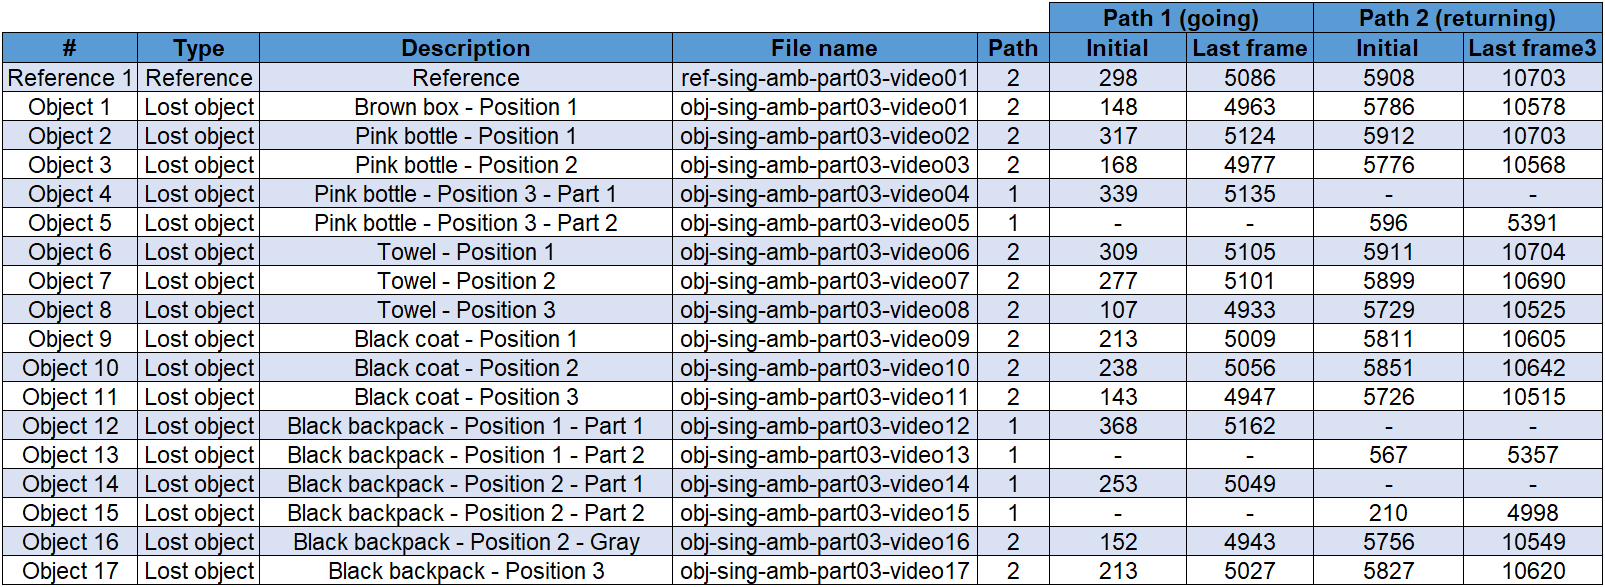 Path 1 (going) Path 2 (returning)
# Type Description File name Path Initial Last frame Initial Last frame3
Reference 1 Reference Reference ref-sing-amb-part03-video01 2 298 5086 5908 10703
Object 1 Lost object Brown box - Position 1 obj-sing-amb-part03-video01 2 148 4963 5786 10578
Object 2 Lost object Pink bottle - Position 1 obj-sing-amb-part03-video02 2 317 5124 5912 10703
Object 3 Lost object Pink bottle - Position 2 obj-sing-amb-part03-video03 2 168 4977 5776 10568
Object 4 Lost object Pink bottle - Position 3 - Part 1 obj-sing-amb-part03-video04 1 339 5135 - -
Object 5 Lost object Pink bottle - Position 3 - Part 2 obj-sing-amb-part03-video05 1 - - 596 5391
Object 6 Lost object Towel - Position 1 obj-sing-amb-part03-video06 2 309 5105 5911 10704
Object 7 Lost object Towel - Position 2 obj-sing-amb-part03-video07 2 277 5101 5899 10690
Object 8 Lost object Towel - Position 3 obj-sing-amb-part03-video08 2 107 4933 5729 10525
Object 9 Lost object Black coat - Position 1 obj-sing-amb-part03-video09 2 213 5009 5811 10605
Object 10 Lost object Black coat - Position 2 obj-sing-amb-part03-video10 2 238 5056 5851 10642
Object 11 Lost object Black coat - Position 3 obj-sing-amb-part03-video11 2 143 4947 5726 10515
Object 12 Lost object Black backpack - Position 1 - Part 1 obj-sing-amb-part03-video12 1 368 5162 - -
Object 13 Lost object Black backpack - Position 1 - Part 2 obj-sing-amb-part03-video13 1 - - 567 5357
Object 14 Lost object Black backpack - Position 2 - Part 1 obj-sing-amb-part03-video14 1 253 5049 - -
Object 15 Lost object Black backpack - Position 2 - Part 2 obj-sing-amb-part03-video15 1 - - 210 4998
Object 16 Lost object Black backpack - Position 2 - Gray obj-sing-amb-part03-video16 2 152 4943 5756 10549
Object 17 Lost object Black backpack - Position 3 obj-sing-amb-part03-video17 2 213 5027 5827 10620